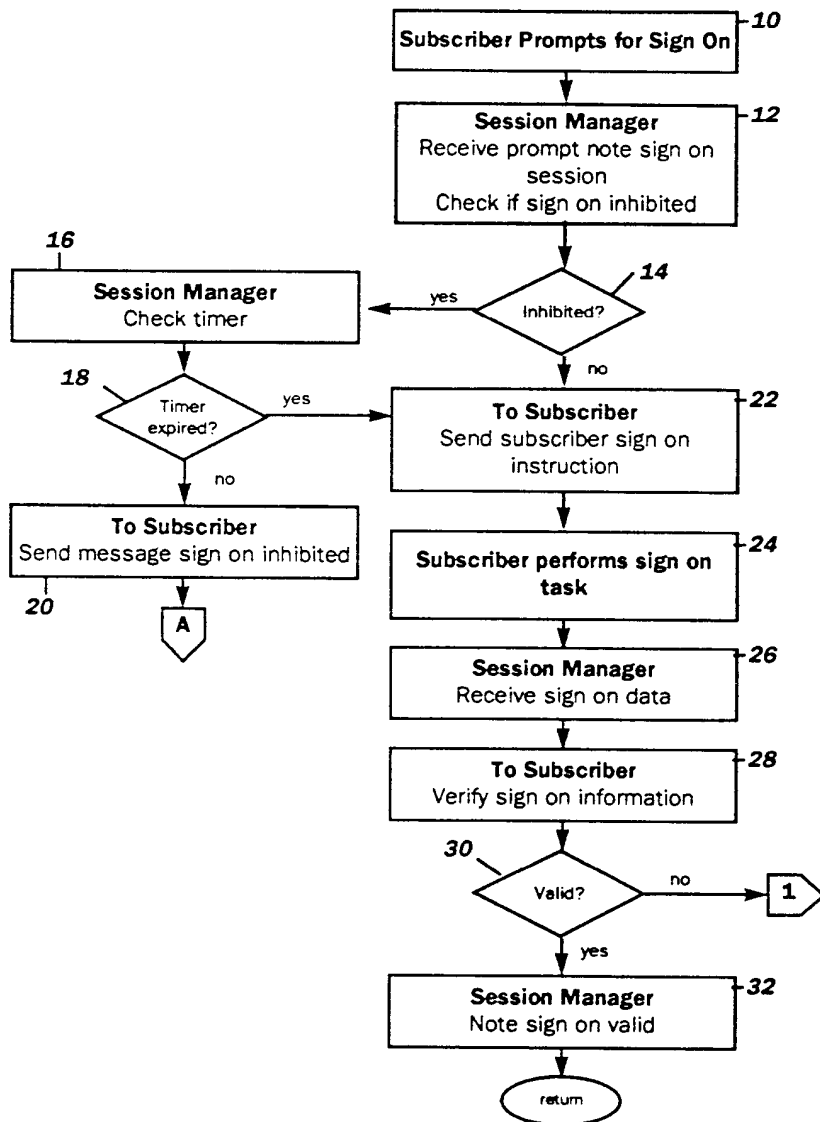 10
Subscriber Prompts for Sign On
12
Session Manager
Receive prompt note sign on
session
Check if sign on inhibited
16
Session Manager
Check timer
14
yes
Inhibited?
no
18
Timer
expired?
yes
no
22
To Subscriber
Send subscriber sign on
instruction
To Subscriber
Send message sign on inhibited
20
A
24
Subscriber performs sign on
task
26
Session Manager
Receive sign on data
28
To Subscriber
Verify sign on information
30
Valid?
no
1
yes
32
Session Manager
Note sign on valid
return